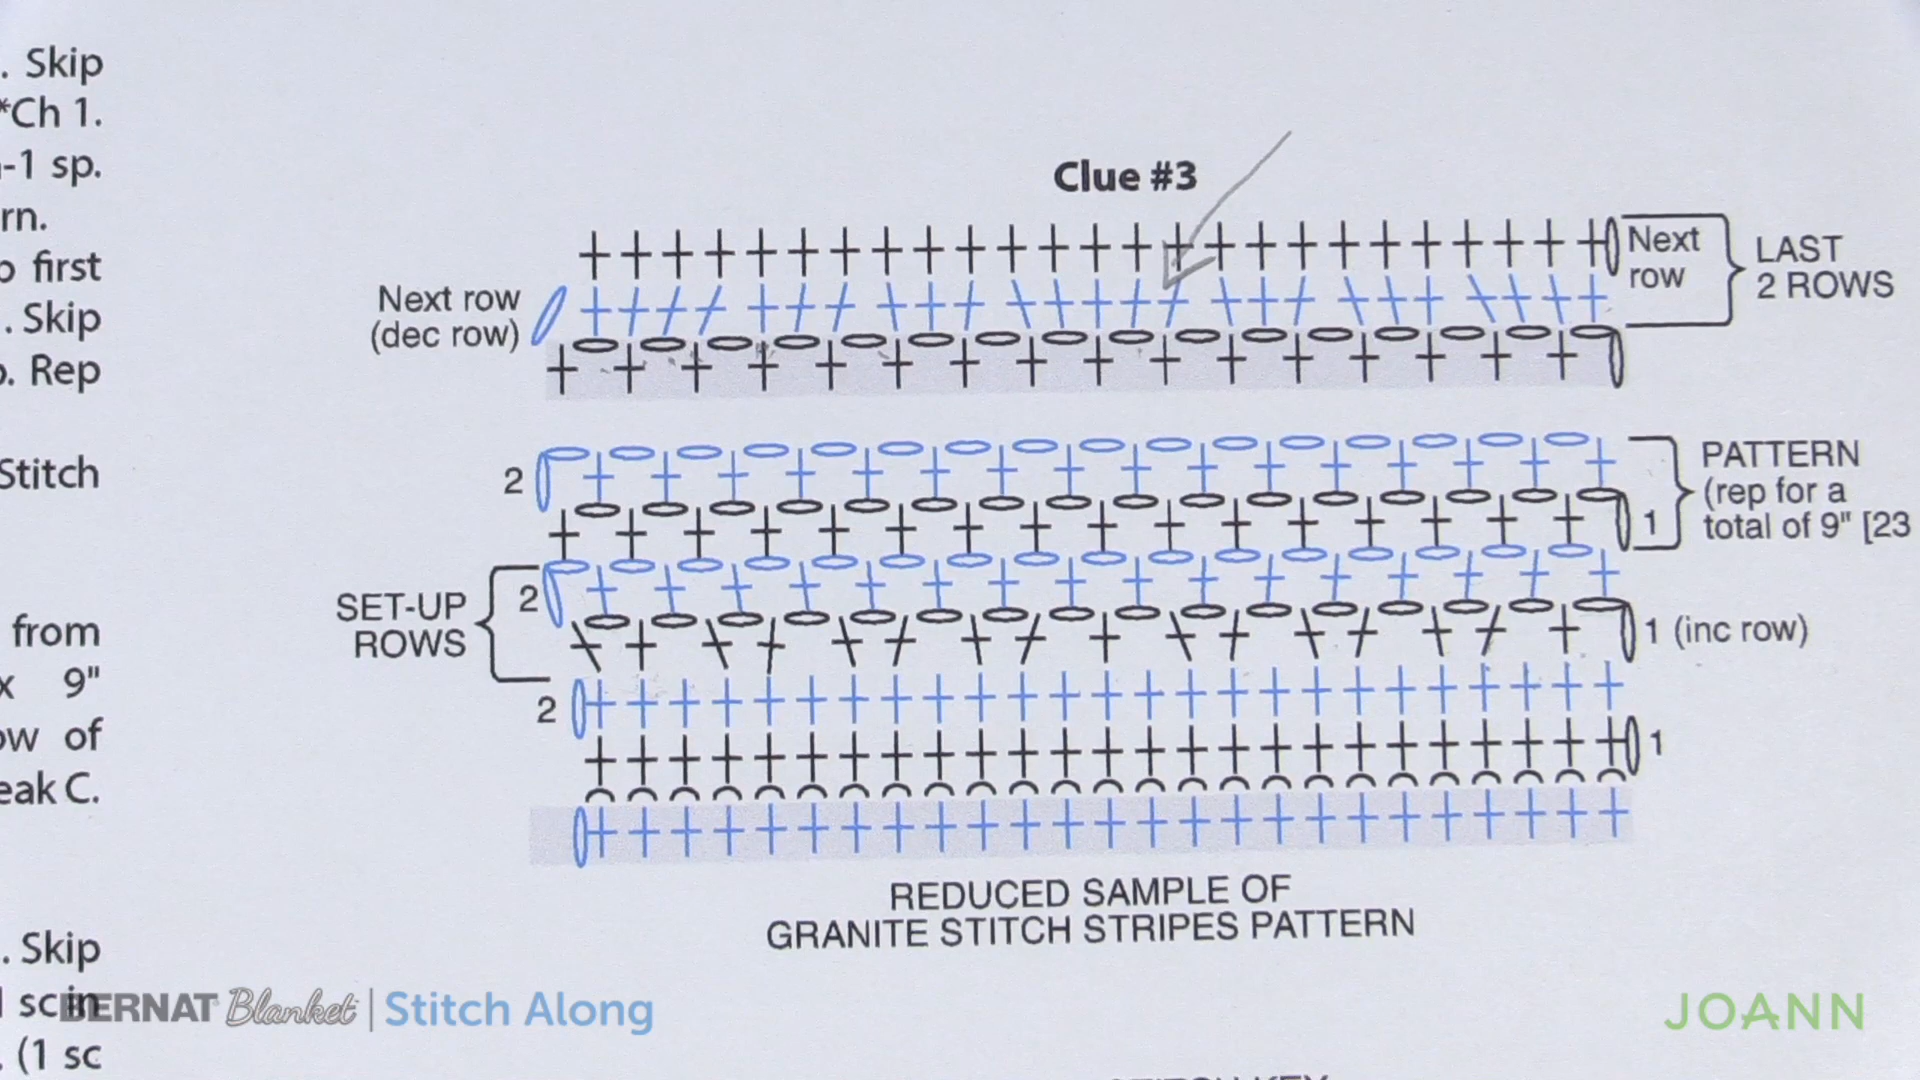 . Skip
*Ch 1.
-1 sp.
rn.
first
. Skip
. Rep
Stitch
from
x 9"
of
C.
. Skip
sc in
. (1 sc
Clue #3
Next row
(dec row)
Next
row
LAST
2 ROWS
2
PATTERN
(rep for a
total of 9" [23
1
SET-UP
ROWS
2
1 (inc row)
2
1
REDUCED SAMPLE OF
GRANITE STITCH STRIPES PATTERN
BERNAT Blanket | Stitch Along
JOANN